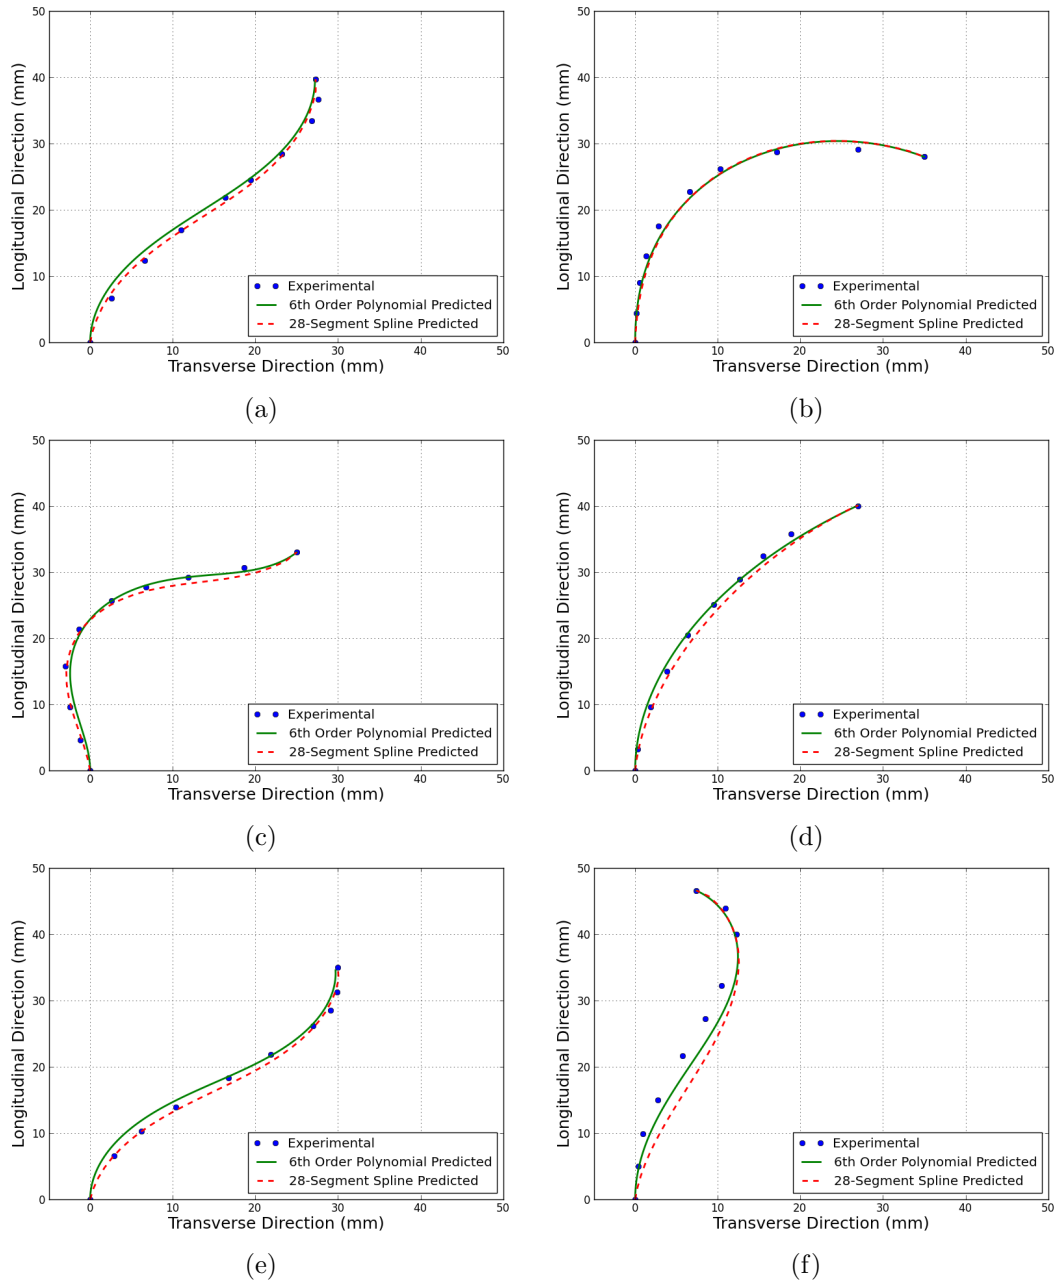 50
40
30
20
10
0
Longitudinal Direction (mm)
Experimental
6th Order Polynomial Predicted
28-Segment Spline Predicted
0 10 20 30 40 50
Transverse Direction (mm)
(a)
50
40
30
20
10
0
Longitudinal Direction (mm)
Experimental
6th Order Polynomial Predicted
28-Segment Spline Predicted
0 10 20 30 40 50
Transverse Direction (mm)
(b)
50
40
30
20
10
0
Longitudinal Direction (mm)
Experimental
6th Order Polynomial Predicted
28-Segment Spline Predicted
0 10 20 30 40 50
Transverse Direction (mm)
(c)
50
40
30
20
10
0
Longitudinal Direction (mm)
Experimental
6th Order Polynomial Predicted
28-Segment Spline Predicted
0 10 20 30 40 50
Transverse Direction (mm)
(d)
50
40
30
20
10
0
Longitudinal Direction (mm)
Experimental
6th Order Polynomial Predicted
28-Segment Spline Predicted
0 10 20 30 40 50
Transverse Direction (mm)
(e)
50
40
30
20
10
0
Longitudinal Direction (mm)
Experimental
6th Order Polynomial Predicted
28-Segment Spline Predicted
0 10 20 30 40 50
Transverse Direction (mm)
(f)